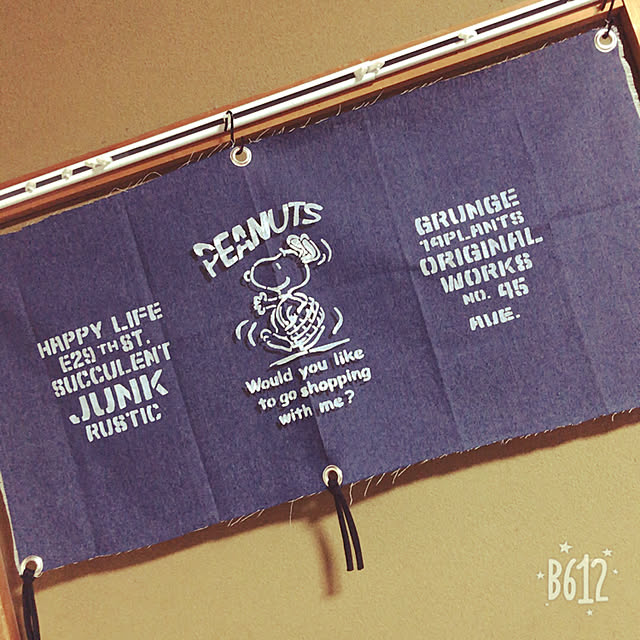 HAPPY LIFE
E29TH ST,
SUCCULENT
JUNK
RUSTIC
PEANUTS
Would you like
to go shopping
with me?
GRUNGE
19PLANTS
ORIGINAL
WORKS
NO. 45
AUE.
B612